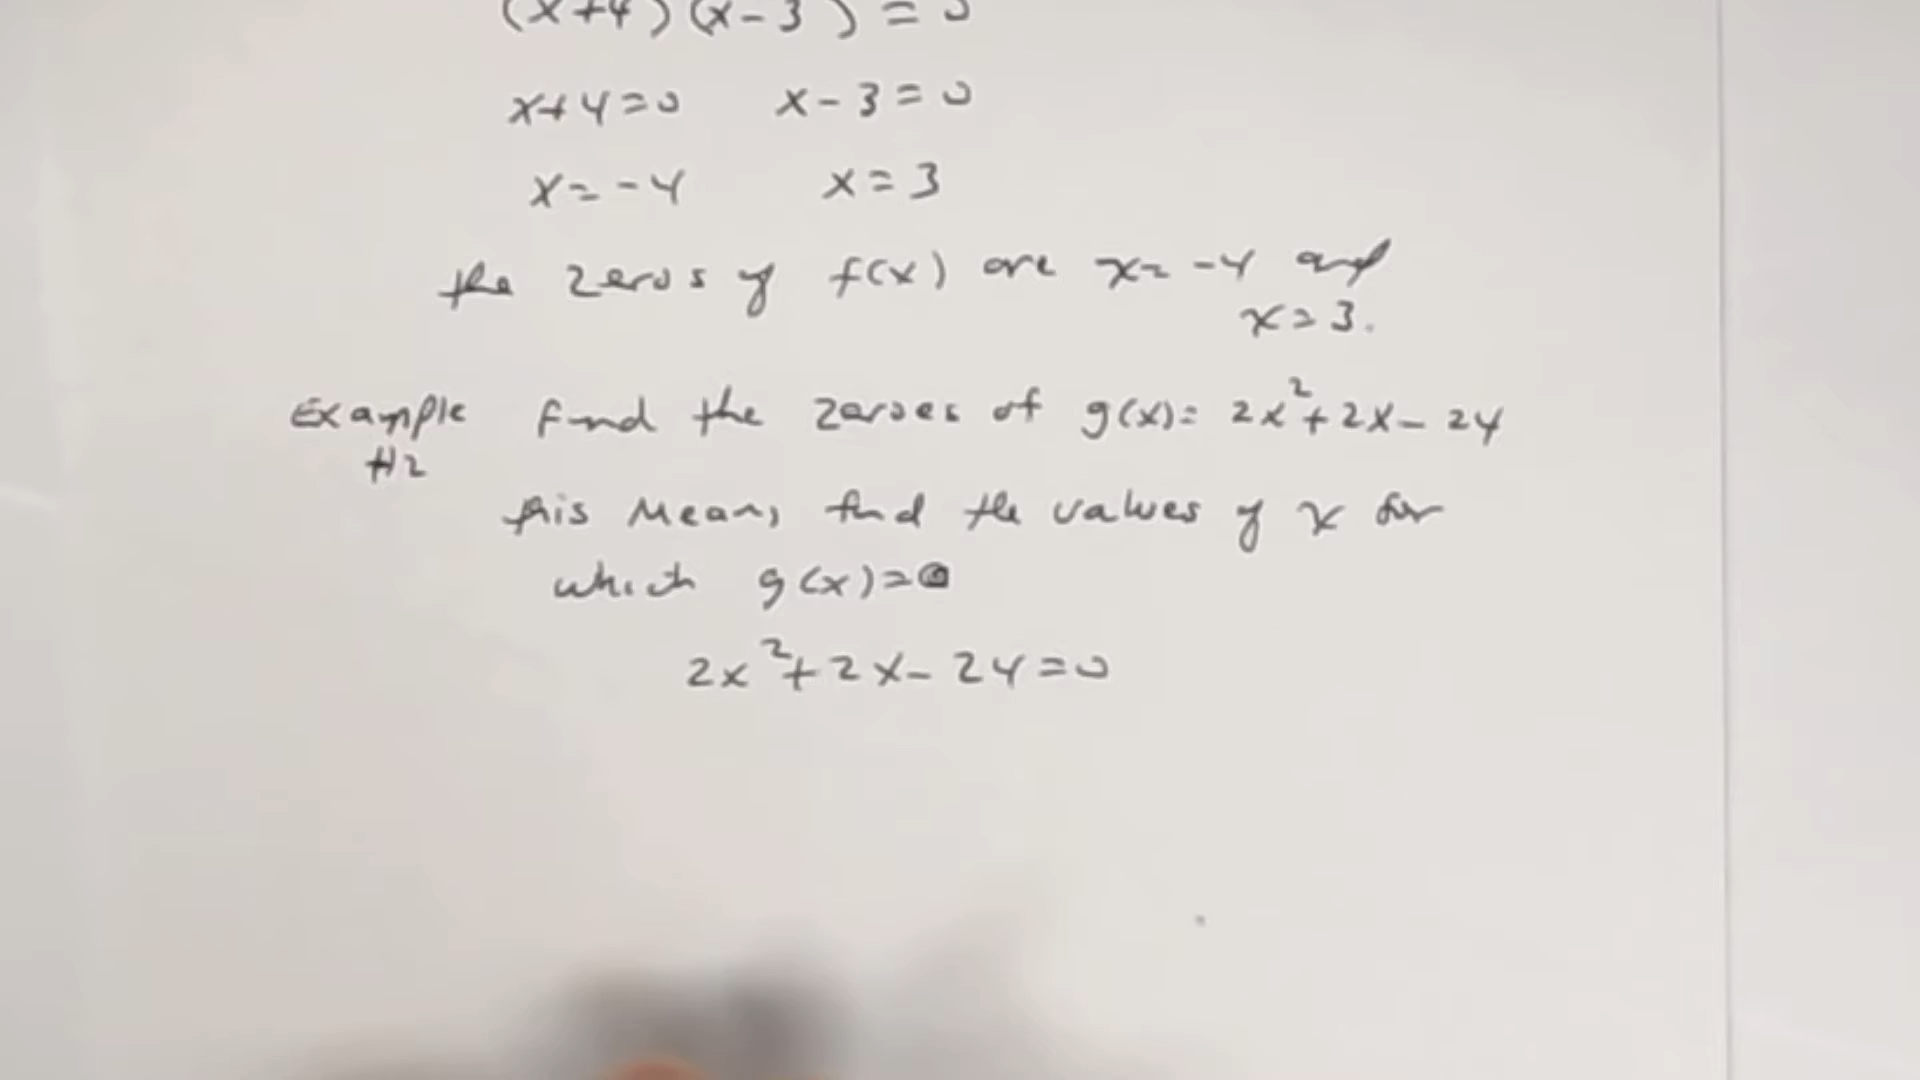 (x+4)(x-3)=0
x+4=0 x-3=0
x=-4 x=3
the zeros of f(x) are x=-4 and
x=3.
Example find the zeroes of g(x)= 2x²+2x-24
#2
this means find the values of x for
which g(x)=0
2x²+2x-24=0